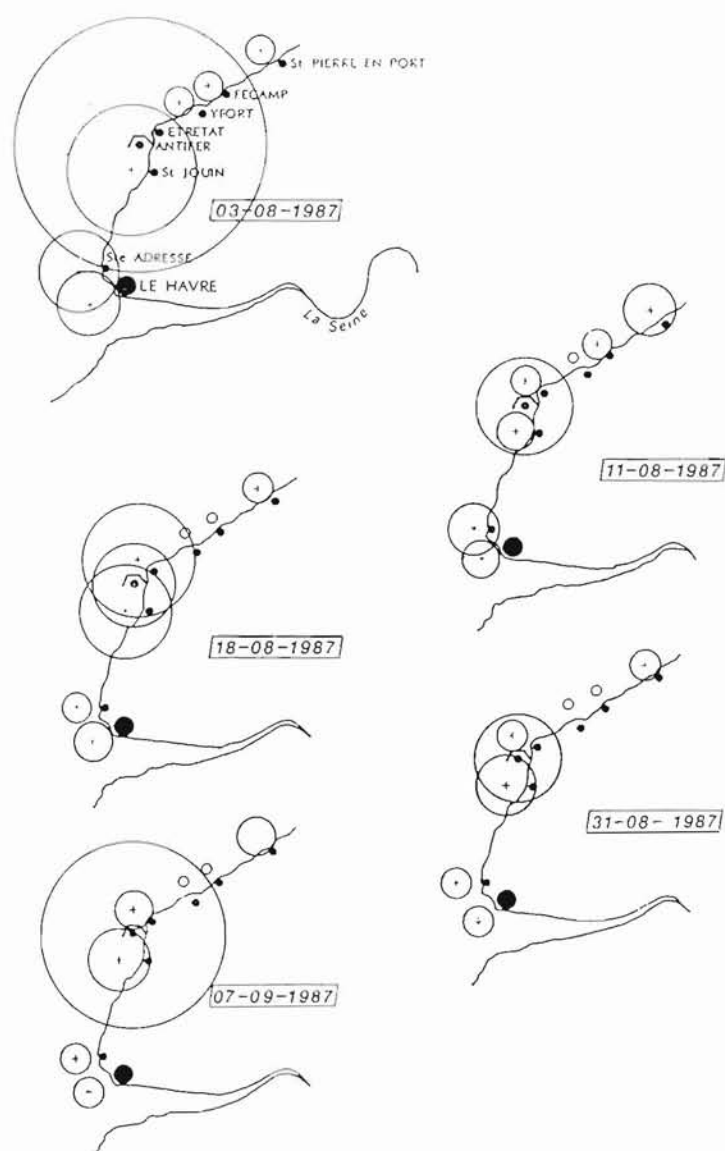 St PIERRE EN PORT
FECAMP
YPORT
ETRETAT
ANTIFER
St JOUIN
03-08-1987
Ste ADRESSE
LE HAVRE
La Seine
11-08-1987
18-08-1987
31-08-1987
07-09-1987